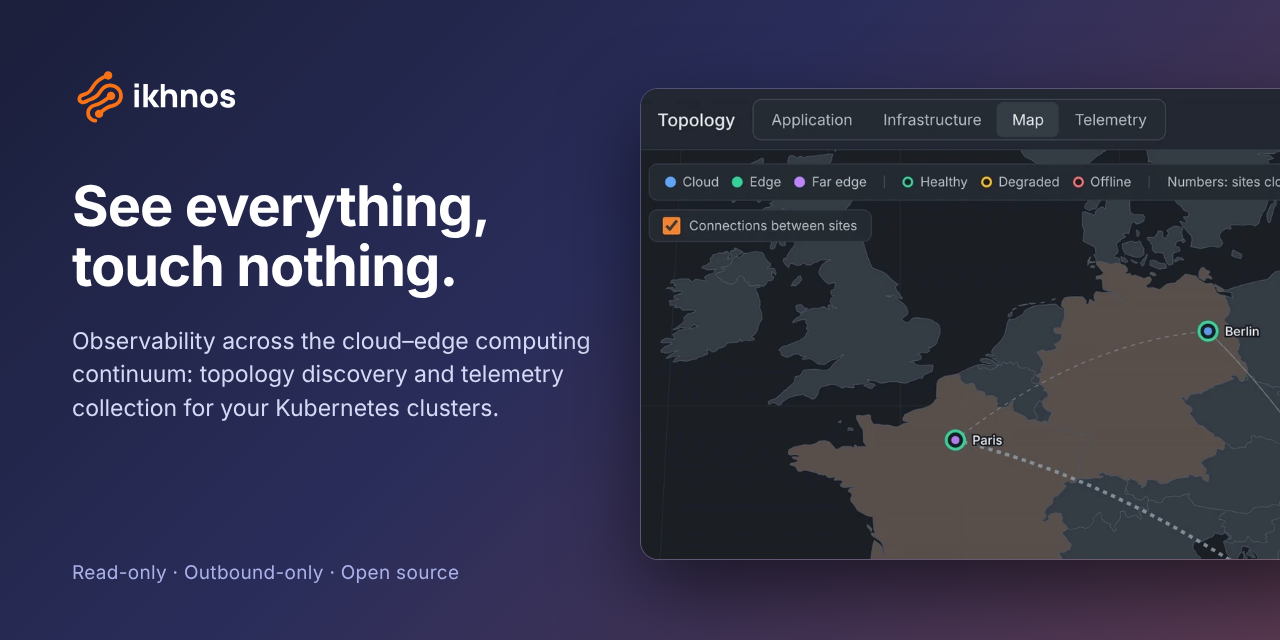 ikhnos
See everything,
touch nothing.
Observability across the cloud–edge computing
continuum: topology discovery and telemetry
collection for your Kubernetes clusters.
Read-only · Outbound-only · Open source
Topology
Application
Infrastructure
Map
Telemetry
Cloud
Edge
Far edge
Healthy
Degraded
Offline
Numbers: sites
Connections between sites
Berlin
Paris